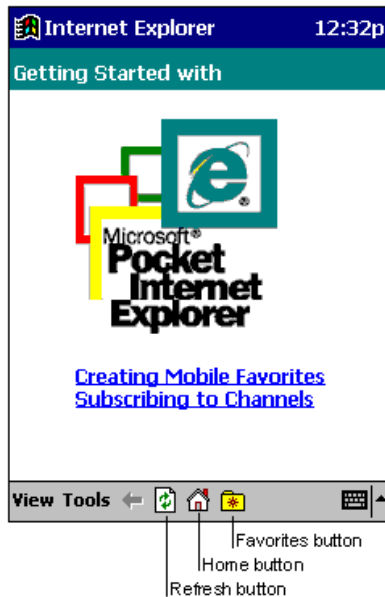 Internet Explorer 12:32p
Getting Started with
Microsoft®
Pocket
Internet
Explorer
Creating Mobile Favorites
Subscribing to Channels
View Tools
Favorites button
Home button
Refresh button